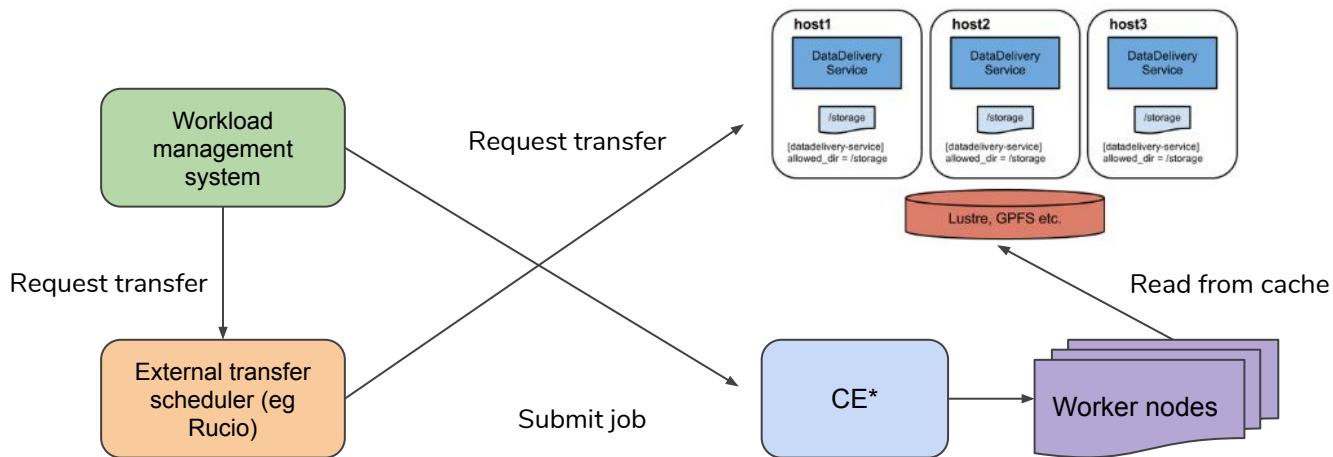 host1
host2
host3
DataDelivery
Service
DataDelivery
Service
DataDelivery
Service
/storage
/storage
/storage
[datadelivery-service]
allowed_dir = /storage
[datadelivery-service]
allowed_dir = /storage
[datadelivery-service]
allowed_dir = /storage
Workload
management
system
Request transfer
Lustre, GPFS etc.
Request transfer
Read from cache
External transfer
scheduler (eg
Rucio)
Submit job
CE*
Worker nodes